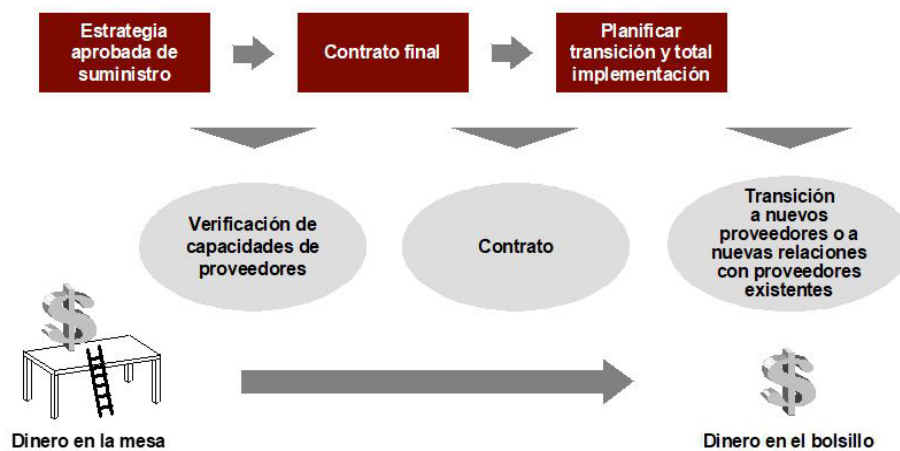 Estrategia
aprobada de
suministro
Contrato final
Planificar
transición y total
implementación
Verificación de
capacidades de
proveedores
Contrato
Transición
a nuevos
proveedores o a
nuevas relaciones
con proveedores
existentes
$
$
Dinero en la mesa
Dinero en el bolsillo